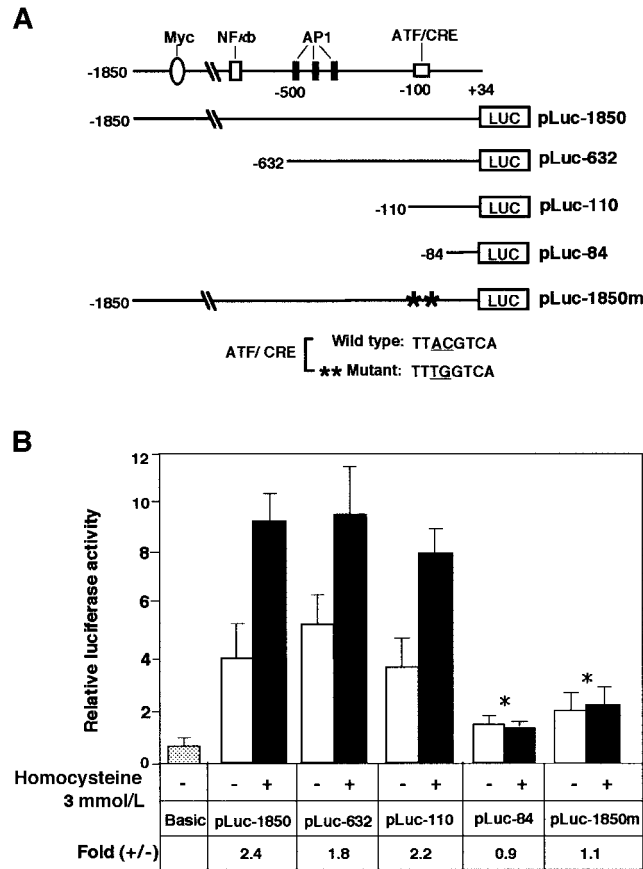 A
Myc NFκb AP1 ATF/CRE
-1850
-500 -100 +34
-1850 LUC pLuc-1850
-632 LUC pLuc-632
-110 LUC pLuc-110
-84 LUC pLuc-84
-1850 ** LUC pLuc-1850m
ATF/ CRE
Wild type: TTACGTCA
** Mutant: TTTGGTCA
B
Relative luciferase activity
12
10
8
6
4
2
0
* *
Homocysteine 3 mmol/L - - + - + - + - + - +
Basic pLuc-1850 pLuc-632 pLuc-110 pLuc-84 pLuc-1850m
Fold (+/-) 2.4 1.8 2.2 0.9 1.1